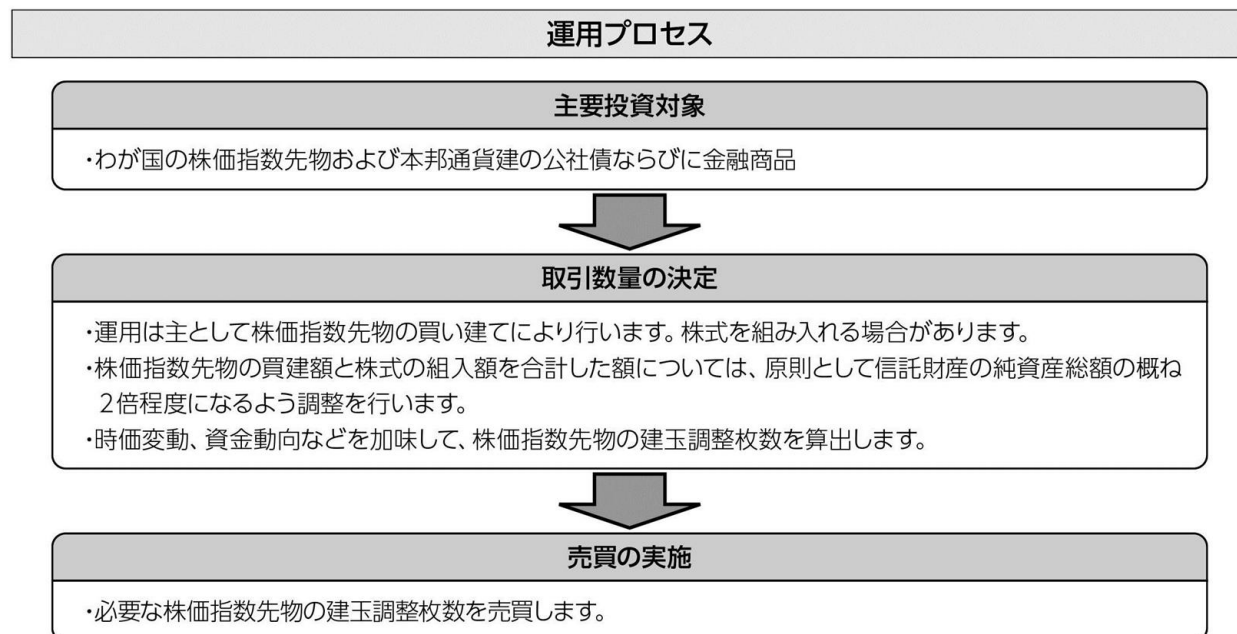 運用プロセス
主要投資対象
・わが国の株価指数先物および本邦通貨建の公社債ならびに金融商品
取引数量の決定
・運用は主として株価指数先物の買い建てにより行います。株式を組み入れる場合があります。
・株価指数先物の買建額と株式の組入額を合計した額については、原則として信託財産の純資産総額の概ね
２倍程度になるよう調整を行います。
・時価変動、資金動向などを加味して、株価指数先物の建玉調整枚数を算出します。
売買の実施
・必要な株価指数先物の建玉調整枚数を売買します。